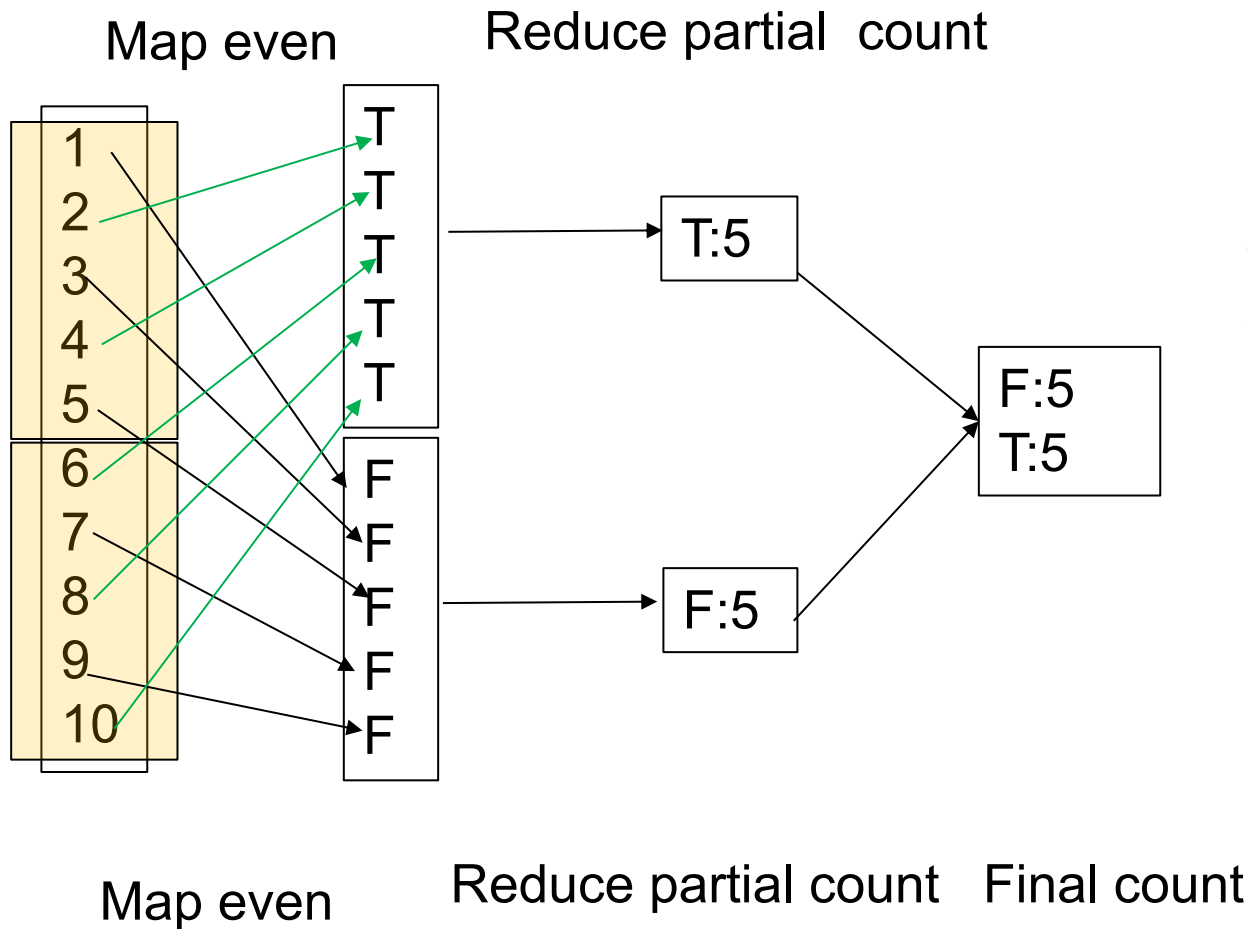 Map even
Reduce partial  count
1
2
3
4
5
6
7
8
9
10
T
T
T
T
T
F
F
F
F
F
T:5
F:5
F:5
T:5
Map even
Reduce partial count
Final count